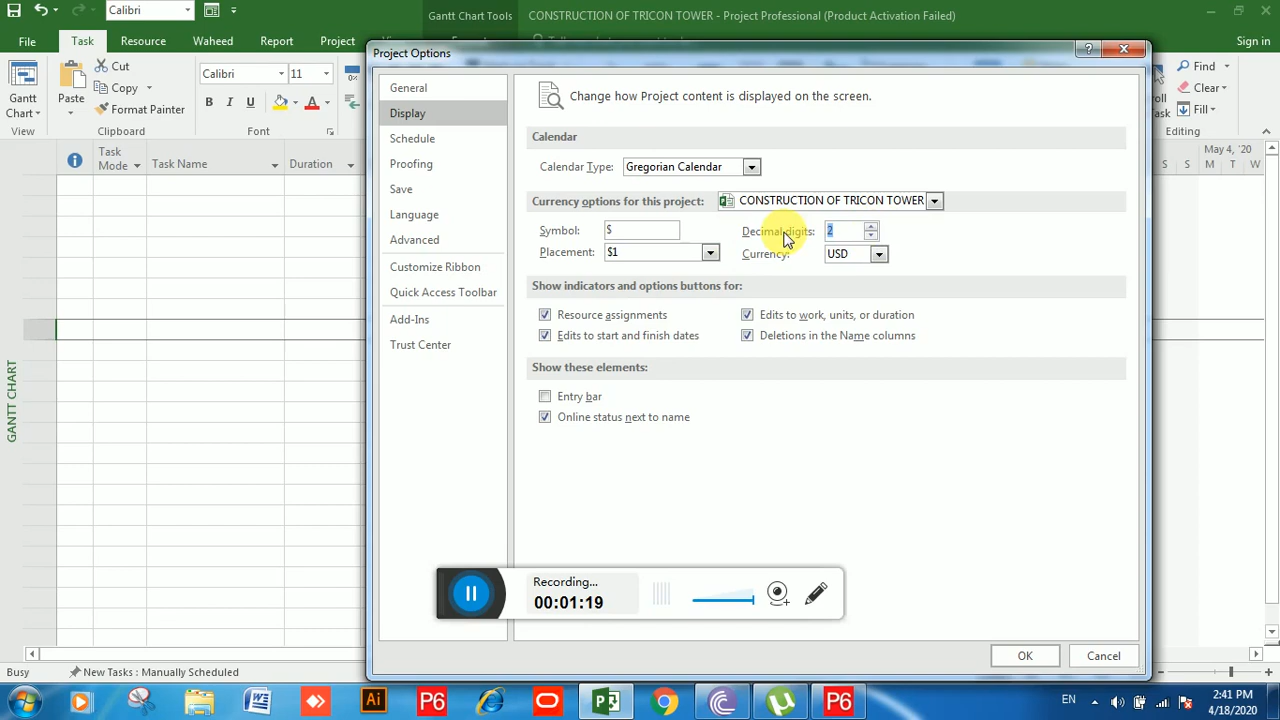 Calibri
Gantt Chart Tools
CONSTRUCTION OF TRICON TOWER - Project Professional (Product Activation Failed)
File
Task
Resource
Waheed
Report
Project
Sign in
Gantt
Chart
View
Paste
Cut
Copy
Format Painter
Clipboard
Calibri
11
B I U
Font
Find
Clear
Fill
Task
Editing
Task
Mode
Task Name
Duration
May 4, '20
S S M T W
GANTT CHART
Project Options
?
General
Display
Schedule
Proofing
Save
Language
Advanced
Customize Ribbon
Quick Access Toolbar
Add-Ins
Trust Center
Change how Project content is displayed on the screen.
Calendar
Calendar Type: Gregorian Calendar
Currency options for this project: CONSTRUCTION OF TRICON TOWER
Symbol: $
Decimal digits: 2
Placement: $1
Currency: USD
Show indicators and options buttons for:
Resource assignments
Edits to work, units, or duration
Edits to start and finish dates
Deletions in the Name columns
Show these elements:
Entry bar
Online status next to name
Recording...
00:01:19
OK
Cancel
Busy
New Tasks : Manually Scheduled
W
Ai
P6
P6
EN
2:41 PM
4/18/2020